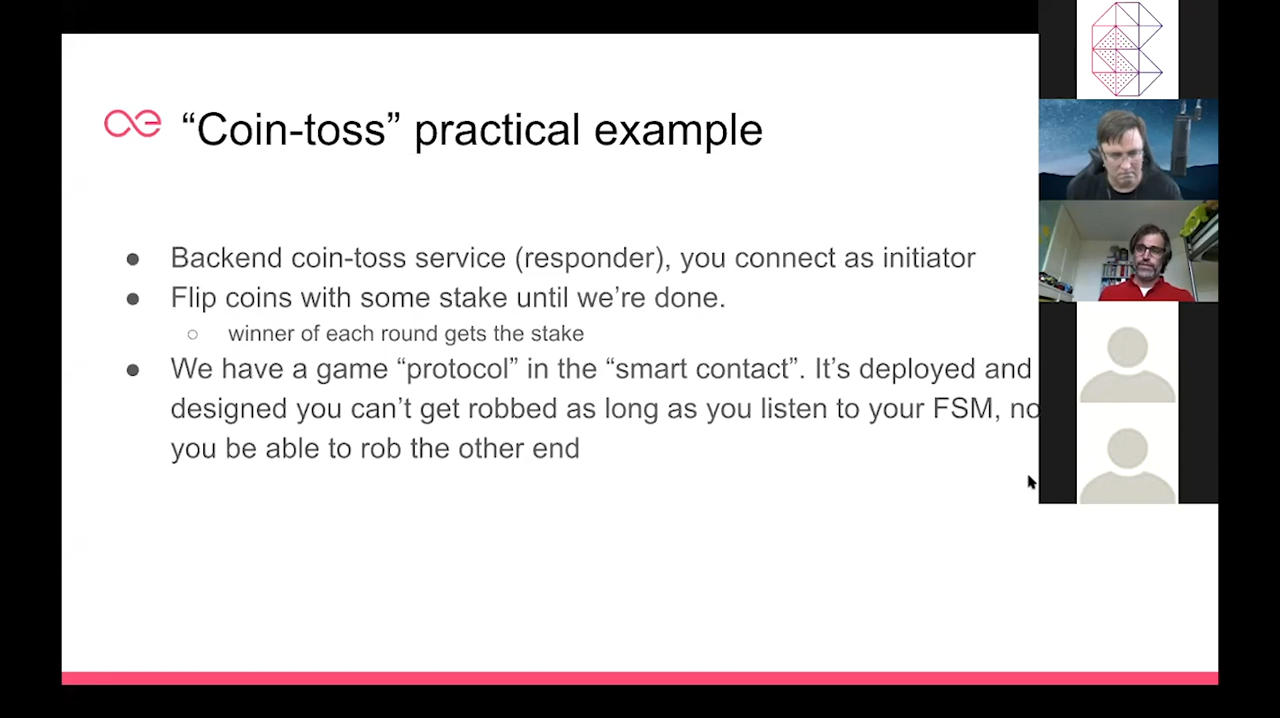 “Coin-toss” practical example
● Backend coin-toss service (responder), you connect as initiator
● Flip coins with some stake until we’re done.
○ winner of each round gets the stake
● We have a game “protocol” in the “smart contact”. It’s deployed and
designed you can’t get robbed as long as you listen to your FSM, no
you be able to rob the other end